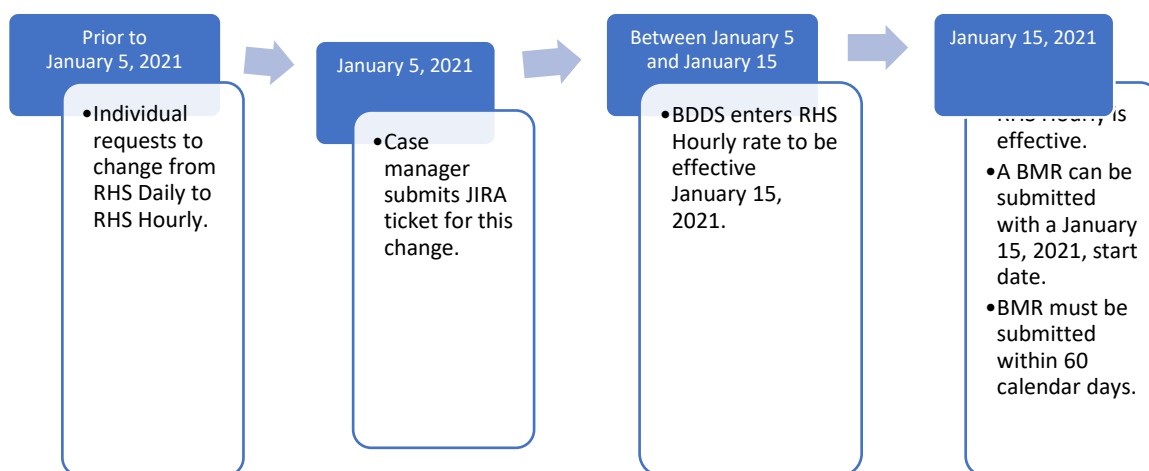 Prior to
January 5, 2021
•Individual
requests to
change from
RHS Daily to
RHS Hourly.
January 5, 2021
•Case
manager
submits JIRA
ticket for this
change.
Between January 5
and January 15
•BDDS enters RHS
Hourly rate to be
effective
January 15,
2021.
January 15, 2021
RHS Hourly is
effective.
•A BMR can be
submitted
with a January
15, 2021, start
date.
•BMR must be
submitted
within 60
calendar days.